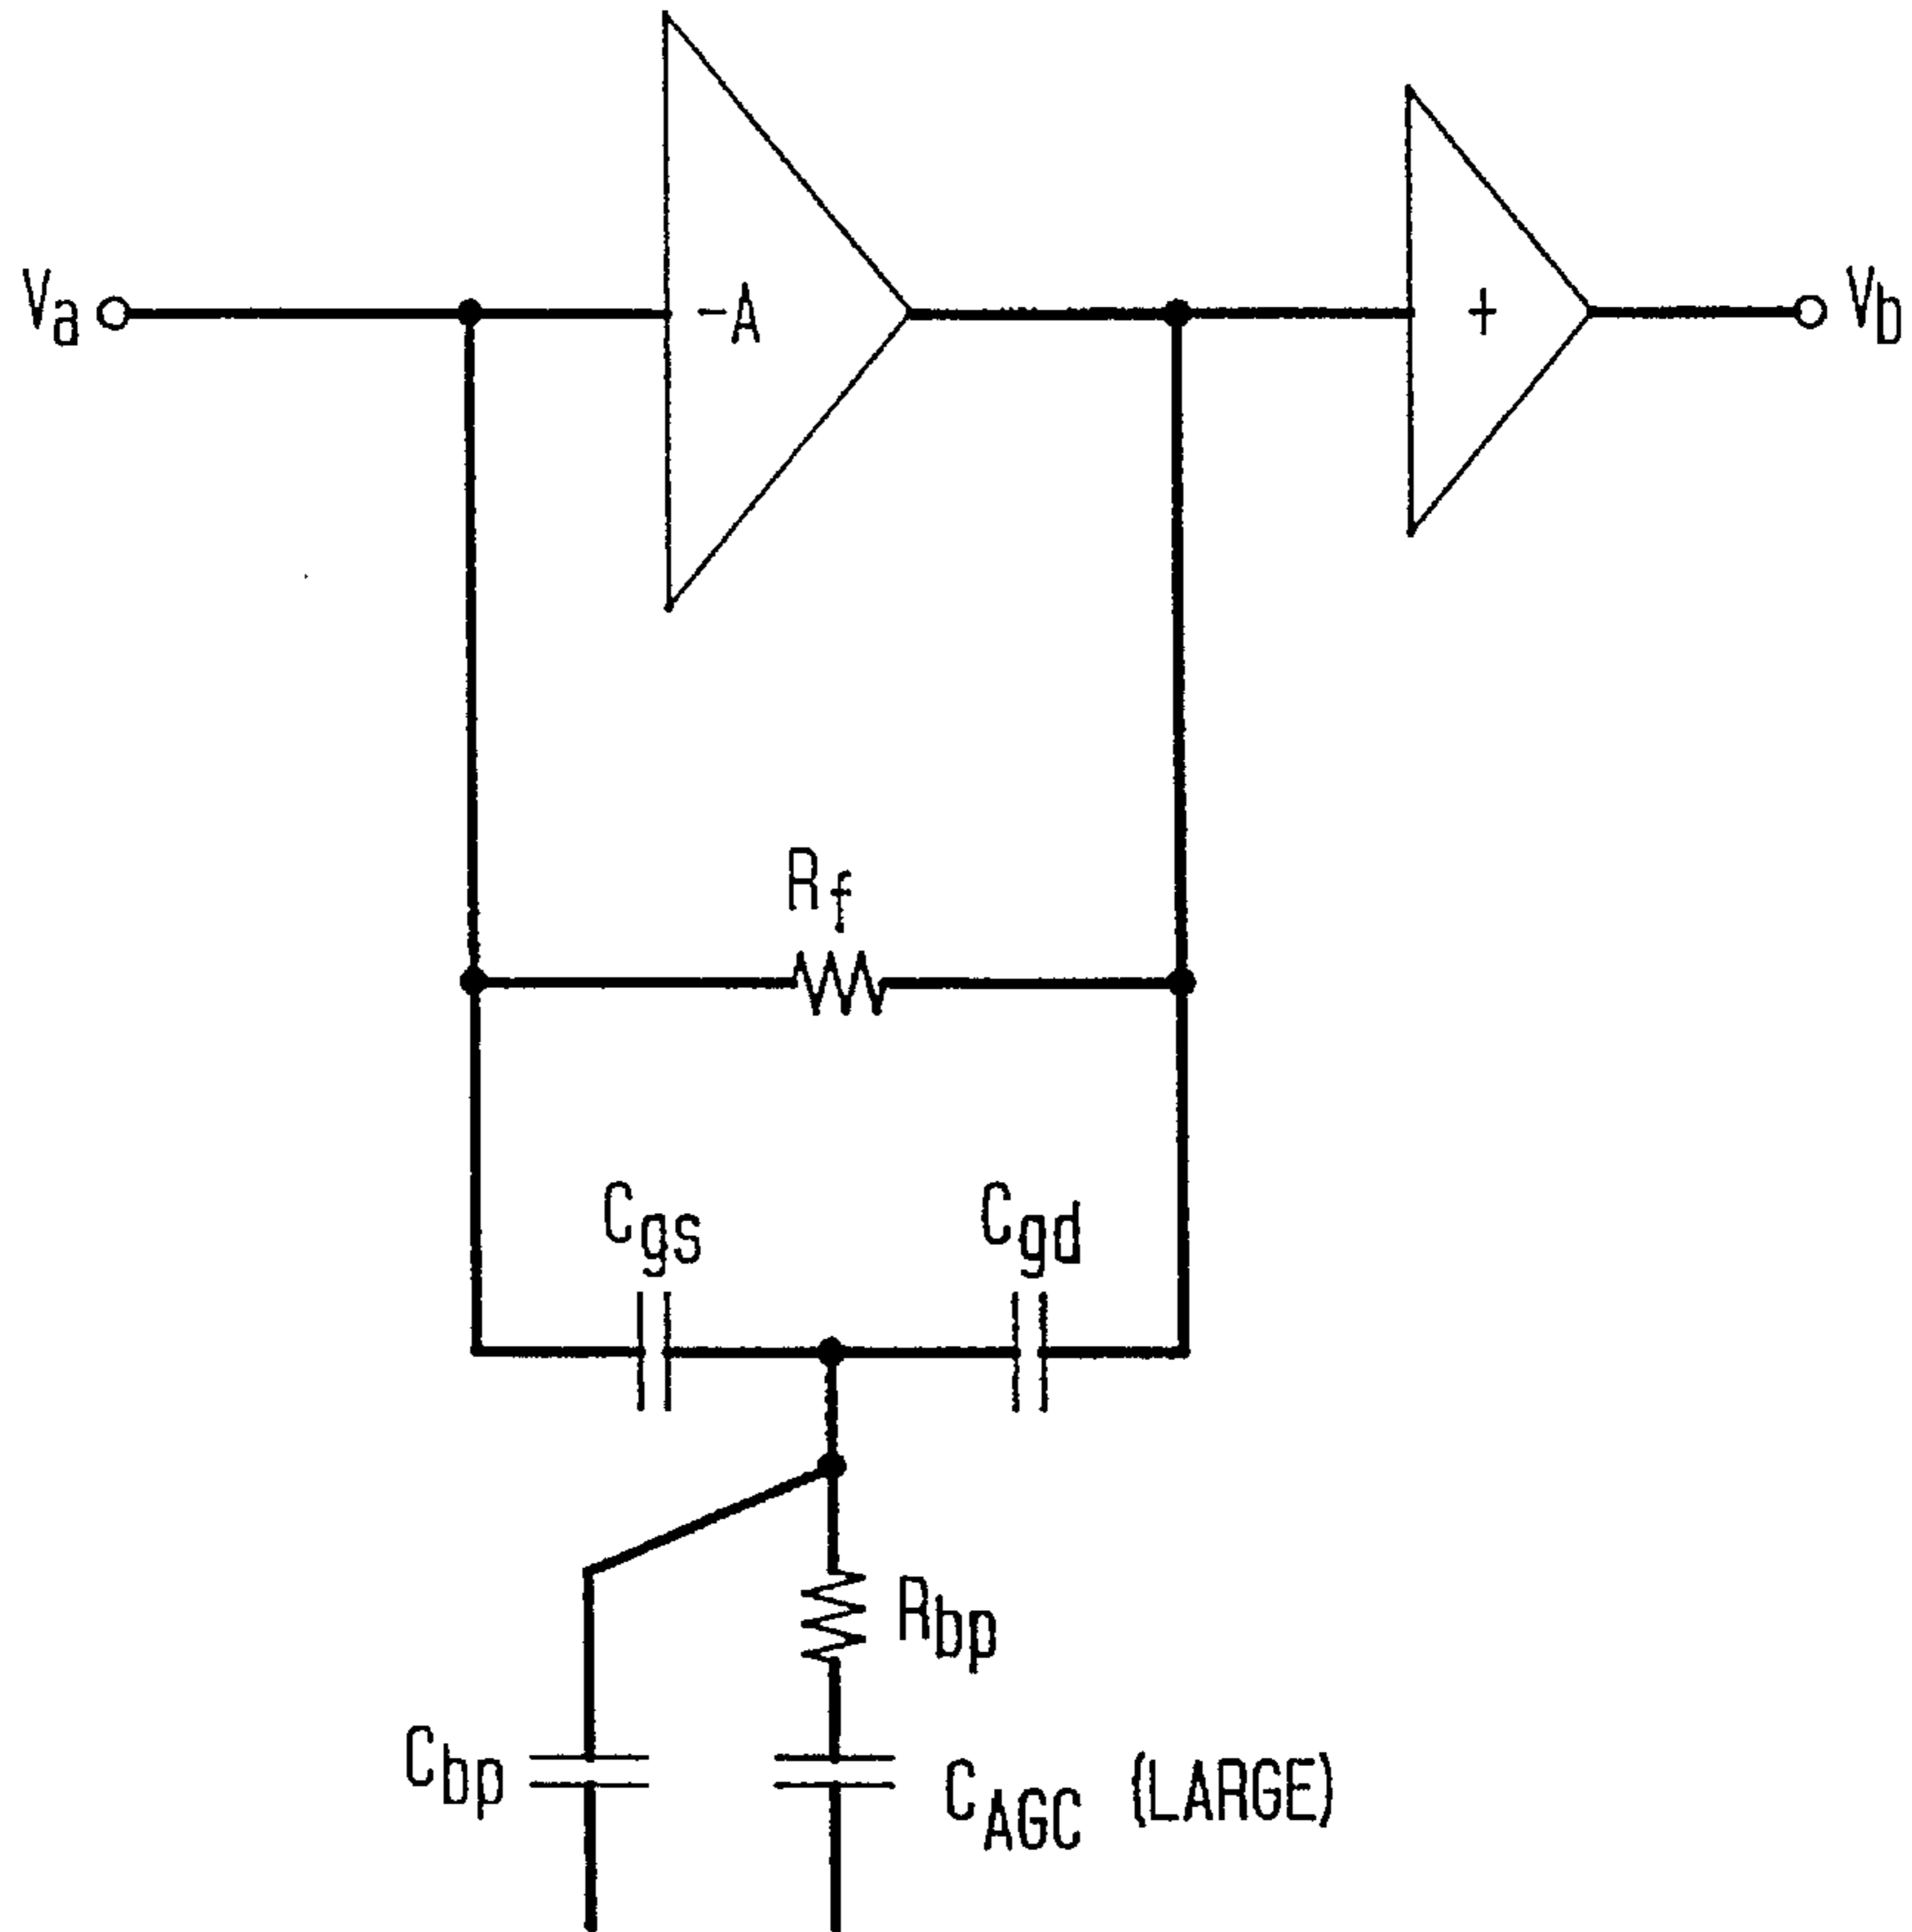 Va
-A
+
Vb
Rf
Cgs
Cgd
Rbp
Cbp
CAGC (LARGE)